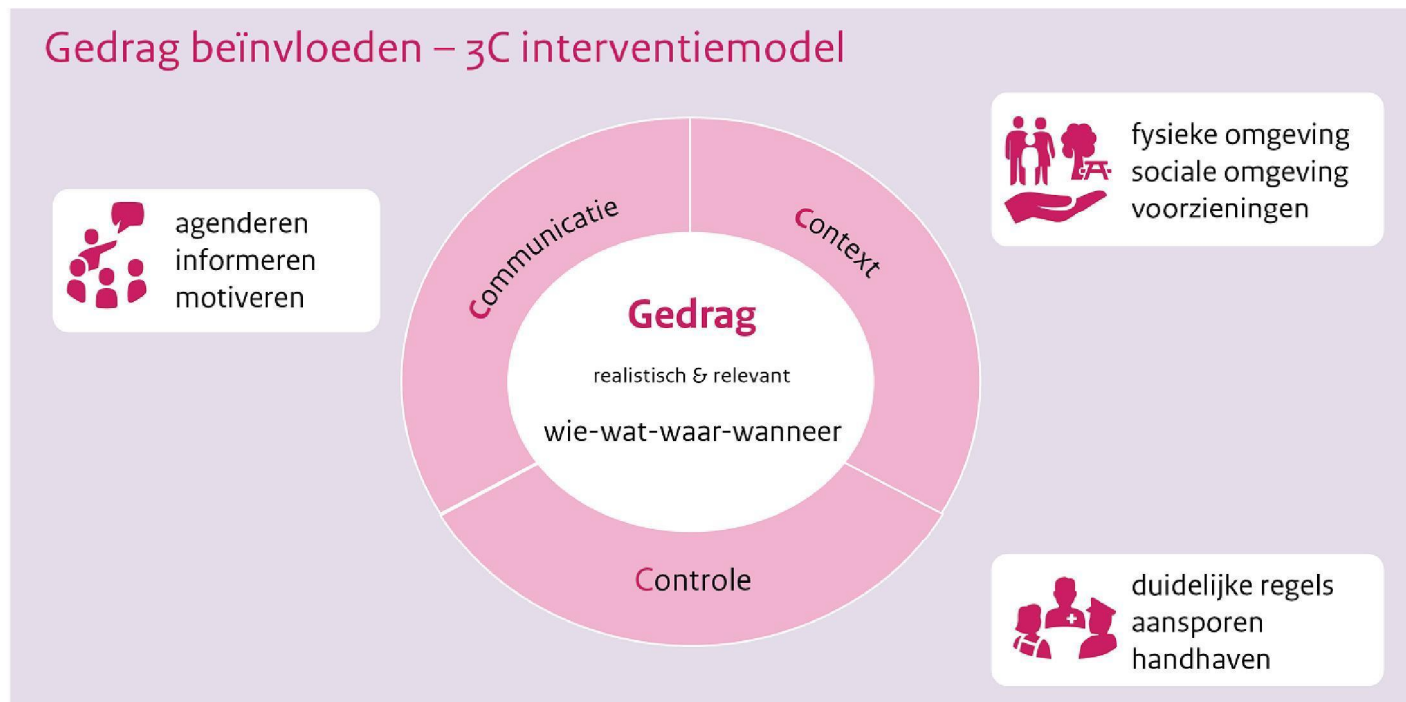 Gedrag beïnvloeden – 3C interventiemodel
agenderen
informeren
motiveren
Communicatie
Context
fysieke omgeving
sociale omgeving
voorzieningen
Gedrag
realistisch & relevant
wie-wat-waar-wanneer
Controle
duidelijke regels
aansporen
handhaven